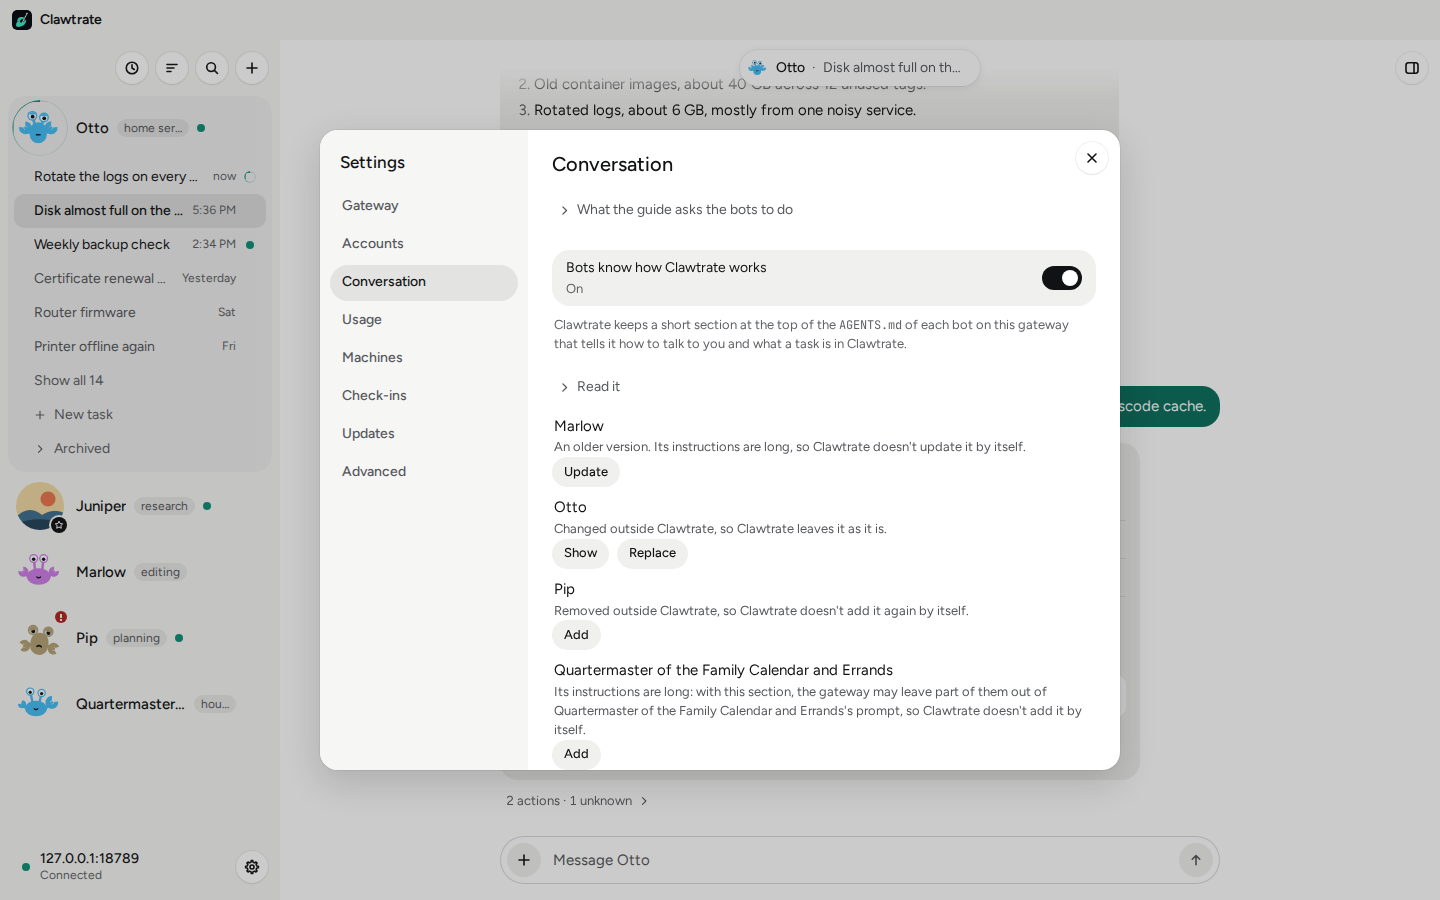 Clawtrate
Otto home ser...
Rotate the logs on every ... now
Disk almost full on the ... 5:36 PM
Weekly backup check 2:34 PM
Certificate renewal ... Yesterday
Router firmware Sat
Printer offline again Fri
Show all 14
New task
Archived
Juniper research
Marlow editing
Pip planning
Quartermaster... hou...
127.0.0.1:18789
Connected
Otto · Disk almost full on th...
2. Old container images, about 40 GB across 12 unused tags.
3. Rotated logs, about 6 GB, mostly from one noisy service.
Settings
Gateway
Accounts
Conversation
Usage
Machines
Check-ins
Updates
Advanced
Conversation
What the guide asks the bots to do
Bots know how Clawtrate works
On
Clawtrate keeps a short section at the top of the AGENTS.md of each bot on this gateway
that tells it how to talk to you and what a task is in Clawtrate.
Read it
Marlow
An older version. Its instructions are long, so Clawtrate doesn't update it by itself.
Update
Otto
Changed outside Clawtrate, so Clawtrate leaves it as it is.
Show Replace
Pip
Removed outside Clawtrate, so Clawtrate doesn't add it again by itself.
Add
Quartermaster of the Family Calendar and Errands
Its instructions are long: with this section, the gateway may leave part of them out of
Quartermaster of the Family Calendar and Errands's prompt, so Clawtrate doesn't add it by
itself.
Add
scode cache.
2 actions · 1 unknown
Message Otto